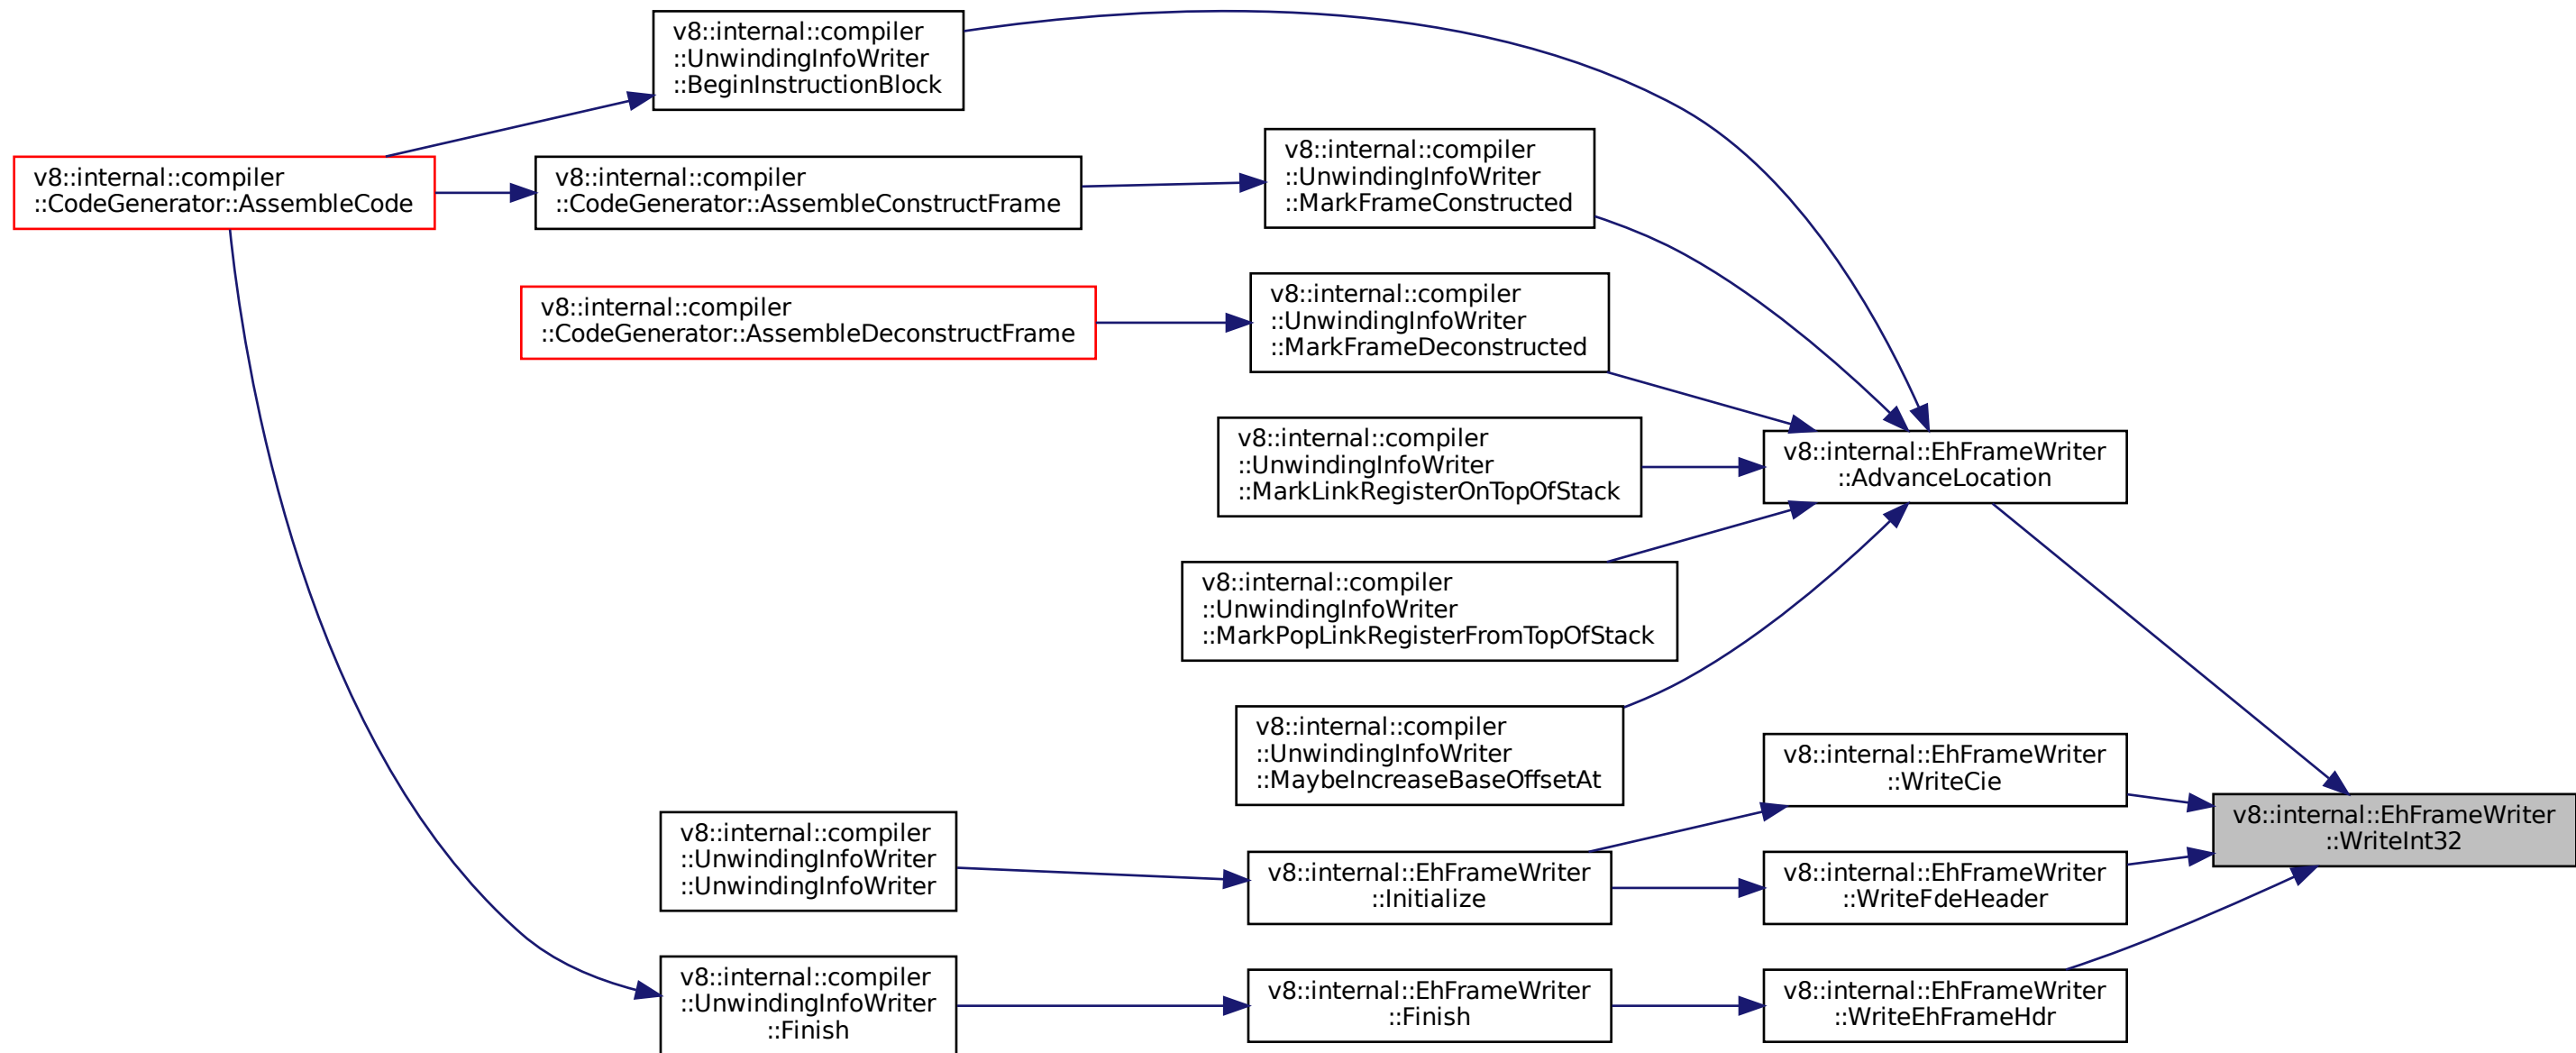 v8::internal::compiler
::UnwindingInfoWriter
::BeginInstructionBlock
v8::internal::compiler
::UnwindingInfoWriter
::MarkFrameConstructed
v8::internal::compiler
::CodeGenerator::AssembleCode
v8::internal::compiler
::CodeGenerator::AssembleConstructFrame
v8::internal::compiler
::UnwindingInfoWriter
::MarkFrameDeconstructed
v8::internal::compiler
::CodeGenerator::AssembleDeconstructFrame
v8::internal::compiler
::UnwindingInfoWriter
::MarkLinkRegisterOnTopOfStack
v8::internal::EhFrameWriter
::AdvanceLocation
v8::internal::compiler
::UnwindingInfoWriter
::MarkPopLinkRegisterFromTopOfStack
v8::internal::compiler
::UnwindingInfoWriter
::MaybeIncreaseBaseOffsetAt
v8::internal::EhFrameWriter
::WriteCie
v8::internal::EhFrameWriter
::WriteInt32
v8::internal::compiler
::UnwindingInfoWriter
::UnwindingInfoWriter
v8::internal::EhFrameWriter
::Initialize
v8::internal::EhFrameWriter
::WriteFdeHeader
v8::internal::compiler
::UnwindingInfoWriter
::Finish
v8::internal::EhFrameWriter
::Finish
v8::internal::EhFrameWriter
::WriteEhFrameHdr